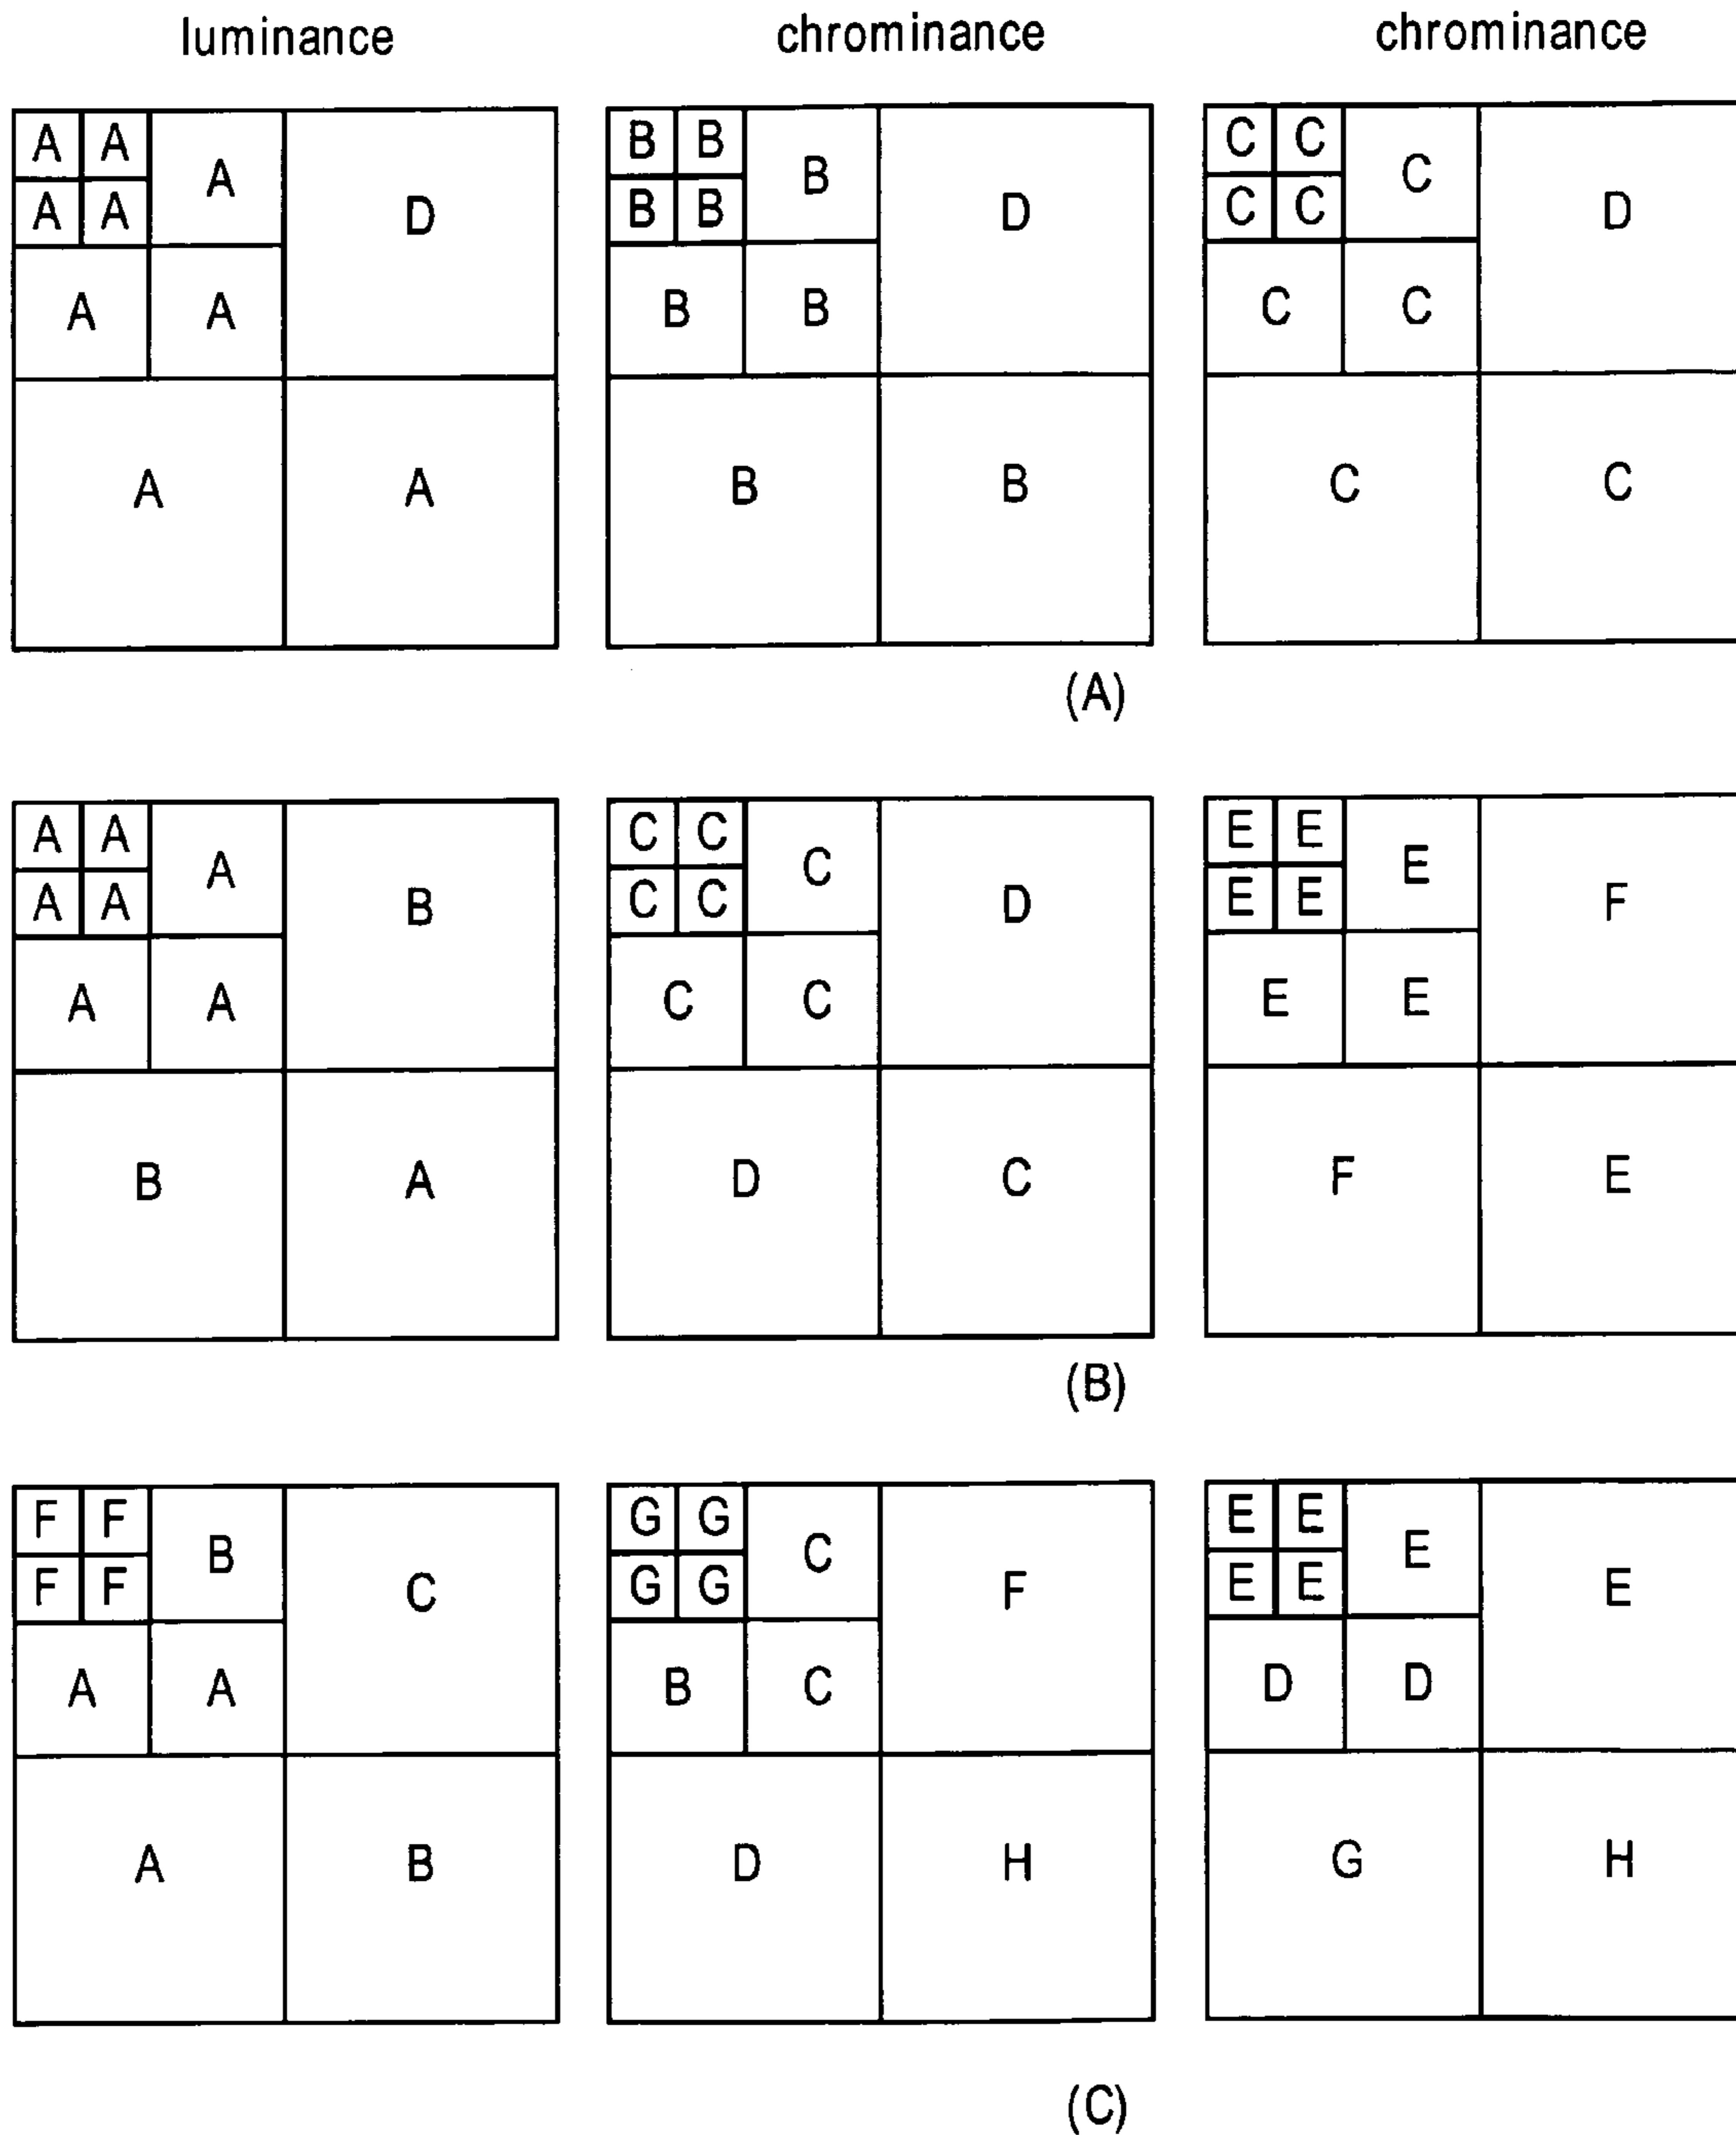 luminance chrominance chrominance
A A A D B B B D C C C D
A A B B C C
A A B B C C
A A B B C C
(A)
A A A B C C C D E E E F
A A C C E E
A A C C E E
B A D C F E
(B)
F F B C G G C F E E E E
F F G G E E
A A B C D D
A B D H G H
(C)